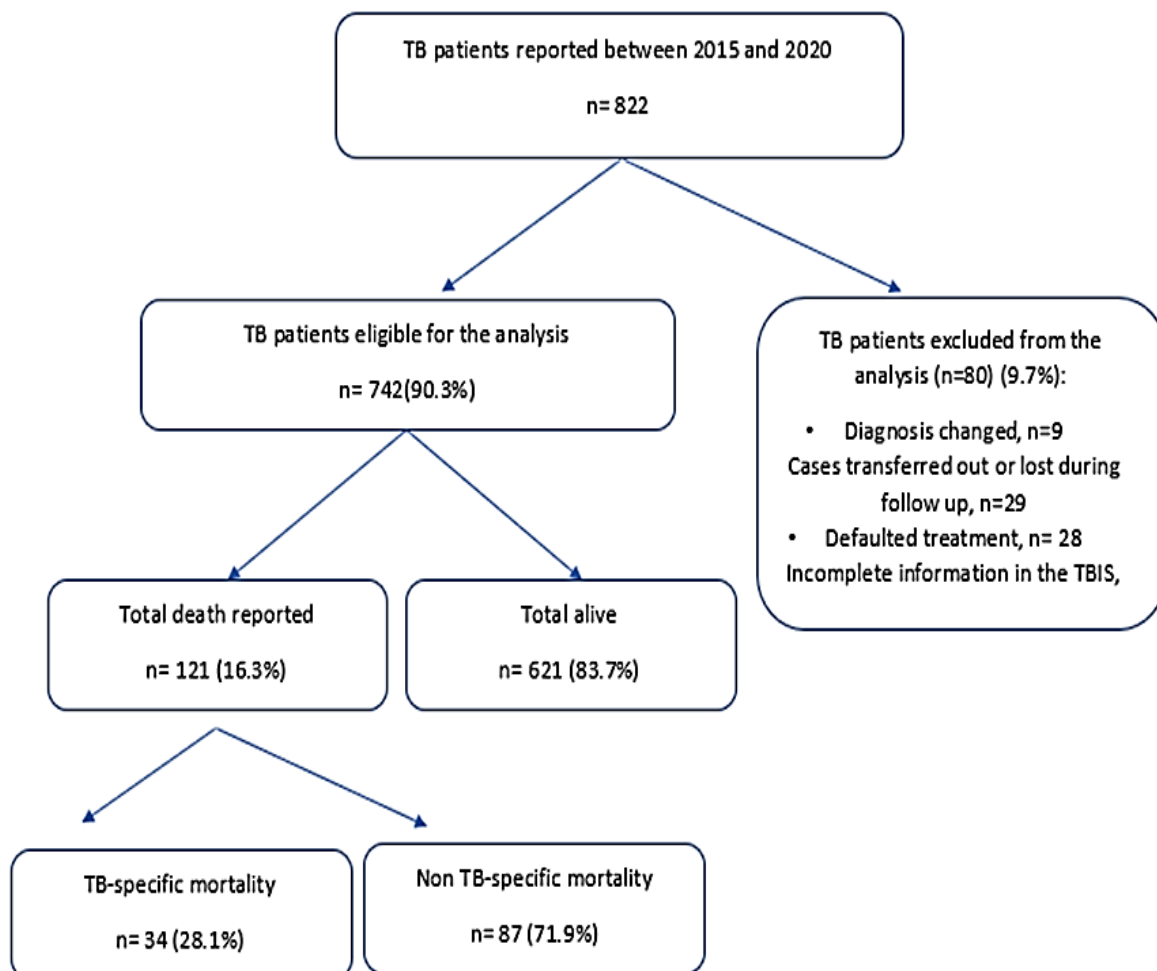 TB patients reported between 2015 and 2020
n= 822
TB patients eligible for the analysis
n= 742(90.3%)
TB patients excluded from the
analysis (n=80) (9.7%):
• Diagnosis changed, n=9
Cases transferred out or lost during
follow up, n=29
• Defaulted treatment, n= 28
Incomplete information in the TBIS,
Total death reported
n= 121 (16.3%)
Total alive
n= 621 (83.7%)
TB-specific mortality
n= 34 (28.1%)
Non TB-specific mortality
n= 87 (71.9%)